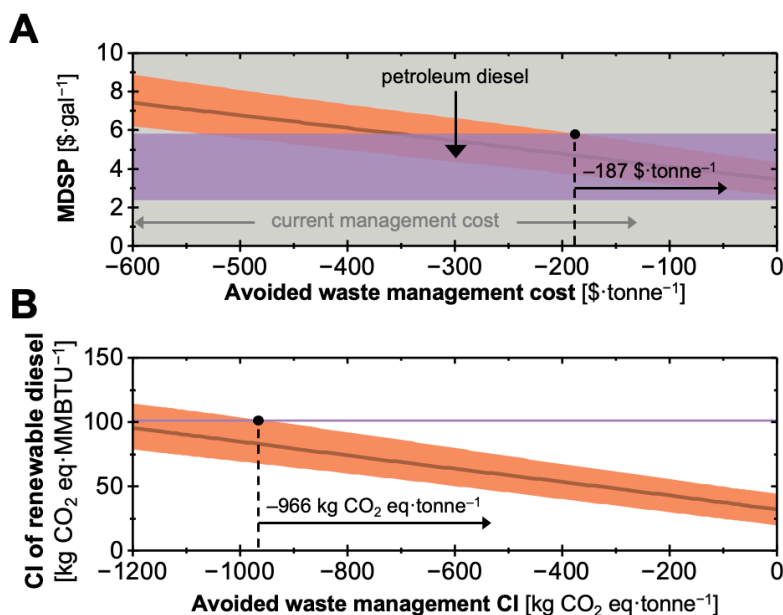 A
MDSP [$·gal⁻¹]
10
8
6
4
2
0
petroleum diesel
−187 $·tonne⁻¹
current management cost
−600 −500 −400 −300 −200 −100 0
Avoided waste management cost [$·tonne⁻¹]
B
CI of renewable diesel
[kg CO₂ eq·MMBTU⁻¹]
150
100
50
0
−966 kg CO₂ eq·tonne⁻¹
−1200 −1000 −800 −600 −400 −200 0
Avoided waste management CI [kg CO₂ eq·tonne⁻¹]